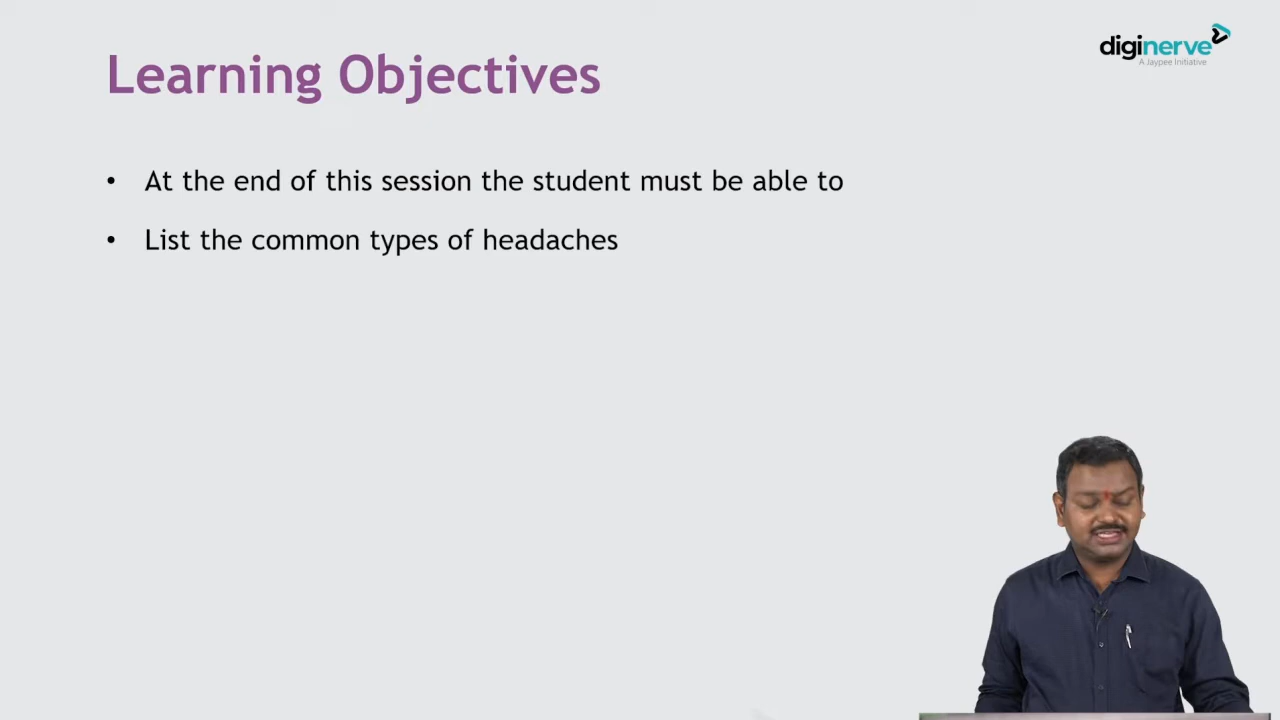 diginerve
A Jaypee Initiative
Learning Objectives
• At the end of this session the student must be able to
• List the common types of headaches